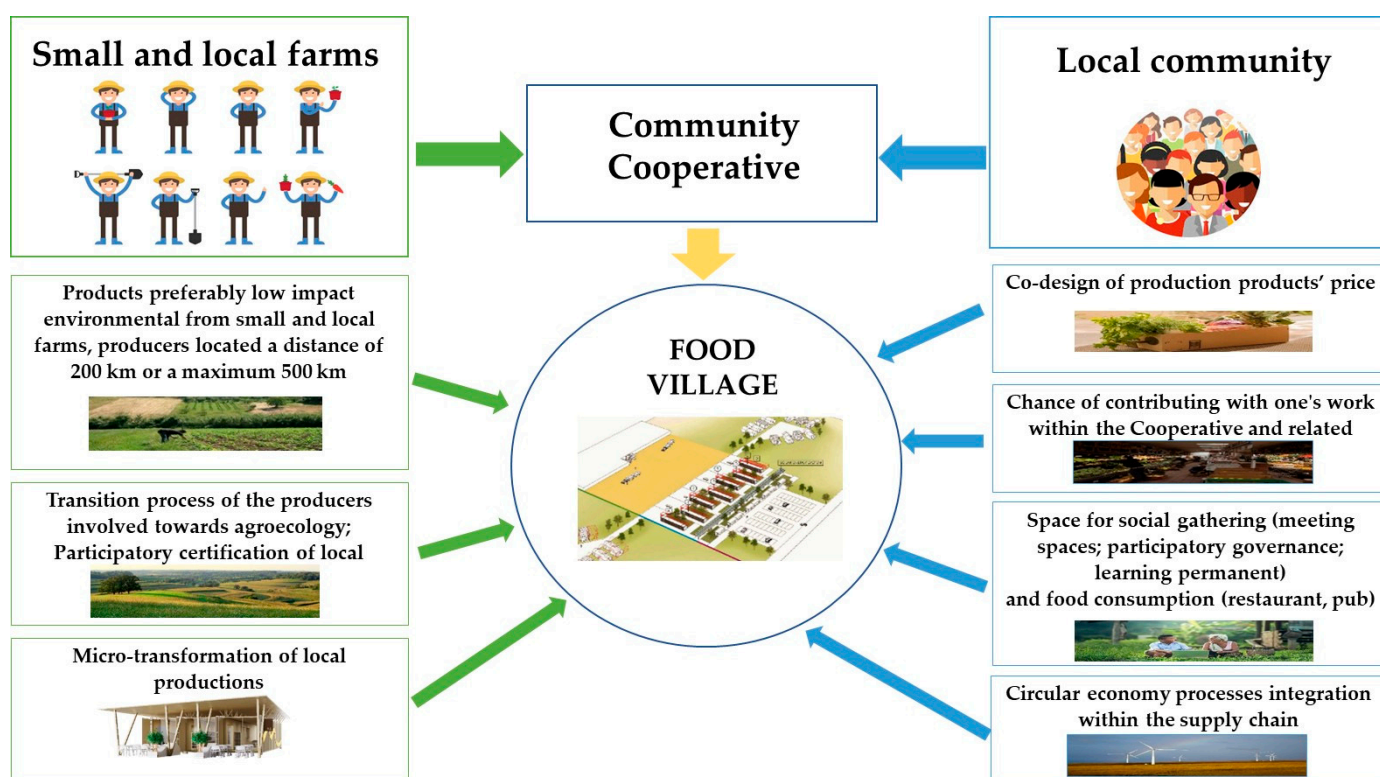 Small and local farms
Community
Cooperative
Local community
Products preferably low impact
environmental from small and local
farms, producers located a distance of
200 km or a maximum 500 km
Transition process of the producers
involved towards agroecology;
Participatory certification of local
Micro-transformation of local
productions
FOOD
VILLAGE
Co-design of production products’ price
Chance of contributing with one's work
within the Cooperative and related
Space for social gathering (meeting
spaces; participatory governance;
learning permanent)
and food consumption (restaurant, pub)
Circular economy processes integration
within the supply chain